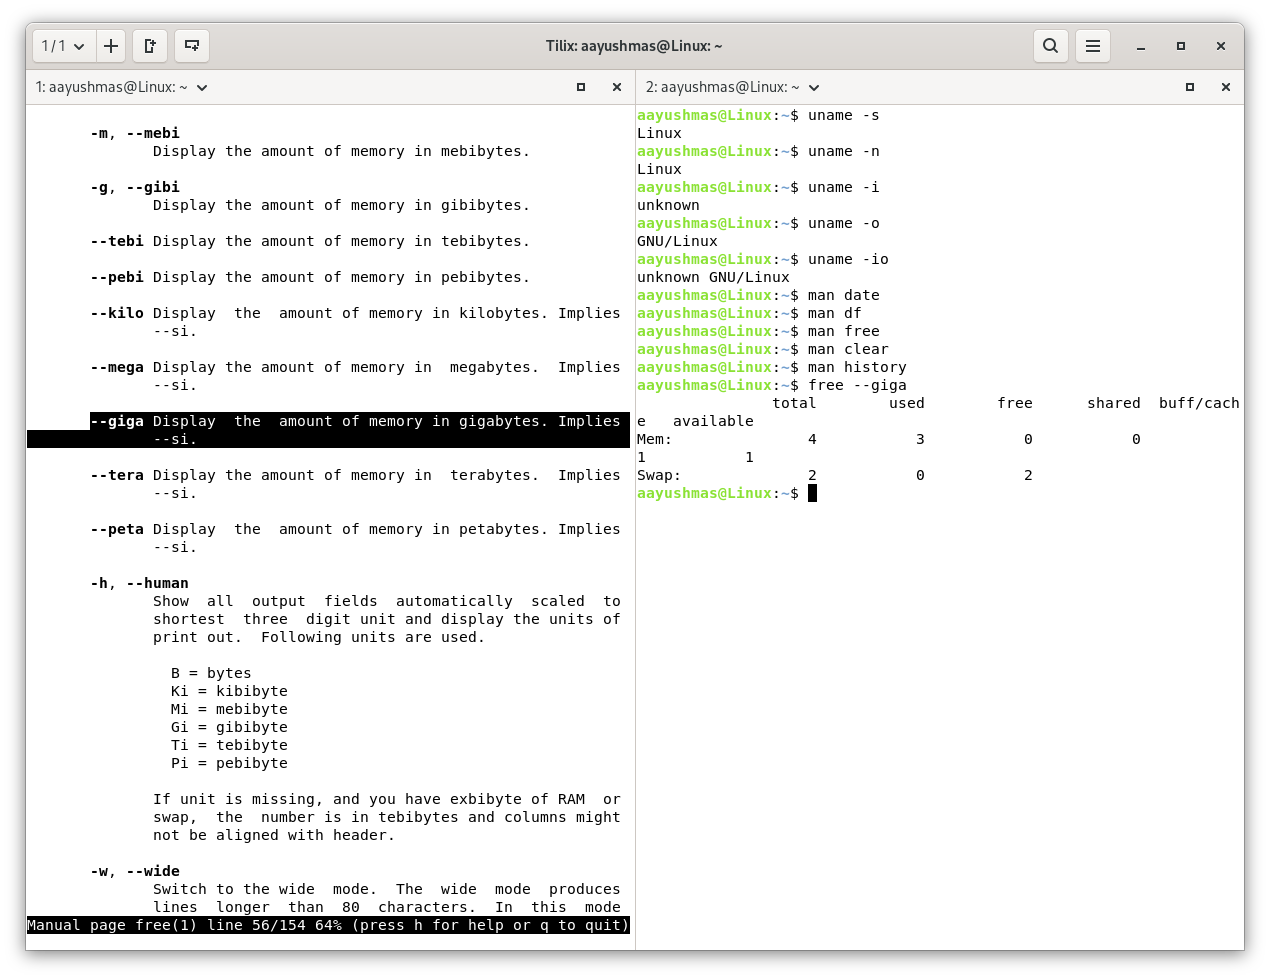 1 / 1
Tilix: aayushmas@Linux: ~
1: aayushmas@Linux: ~
-m, --mebi
Display the amount of memory in mebibytes.
-g, --gibi
Display the amount of memory in gibibytes.
--tebi Display the amount of memory in tebibytes.
--pebi Display the amount of memory in pebibytes.
--kilo Display  the  amount of memory in kilobytes. Implies
--si.
--mega Display the amount of memory in  megabytes.  Implies
--si.
--giga Display  the  amount of memory in gigabytes. Implies
--si.
--tera Display the amount of memory in  terabytes.  Implies
--si.
--peta Display  the  amount of memory in petabytes. Implies
--si.
-h, --human
Show  all  output  fields  automatically  scaled  to
shortest  three  digit unit and display the units of
print out.  Following units are used.
B = bytes
Ki = kibibyte
Mi = mebibyte
Gi = gibibyte
Ti = tebibyte
Pi = pebibyte
If unit is missing, and you have exbibyte of RAM  or
swap,  the  number is in tebibytes and columns might
not be aligned with header.
-w, --wide
Switch to the wide  mode.  The  wide  mode  produces
lines  longer  than  80  characters.  In  this  mode
Manual page free(1) line 56/154 64% (press h for help or q to quit)
2: aayushmas@Linux: ~
aayushmas@Linux:~$ uname -s
Linux
aayushmas@Linux:~$ uname -n
Linux
aayushmas@Linux:~$ uname -i
unknown
aayushmas@Linux:~$ uname -o
GNU/Linux
aayushmas@Linux:~$ uname -io
unknown GNU/Linux
aayushmas@Linux:~$ man date
aayushmas@Linux:~$ man df
aayushmas@Linux:~$ man free
aayushmas@Linux:~$ man clear
aayushmas@Linux:~$ man history
aayushmas@Linux:~$ free --giga
total        used        free      shared  buff/cach
e   available
Mem:               4           3           0           0
1           1
Swap:              2           0           2
aayushmas@Linux:~$